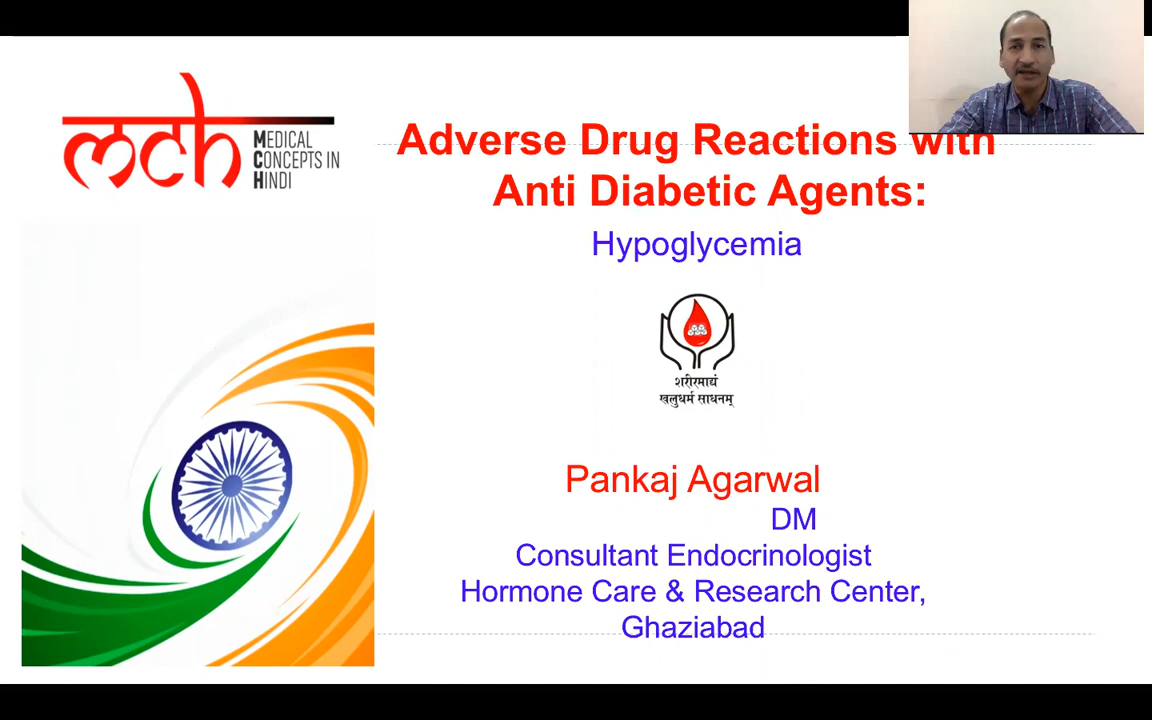 mch
MEDICAL
CONCEPTS IN
HINDI
Adverse Drug Reactions with
Anti Diabetic Agents:
Hypoglycemia
शरीरमाद्यं
खलुधर्म साधनम्
Pankaj Agarwal
DM
Consultant Endocrinologist
Hormone Care & Research Center,
Ghaziabad